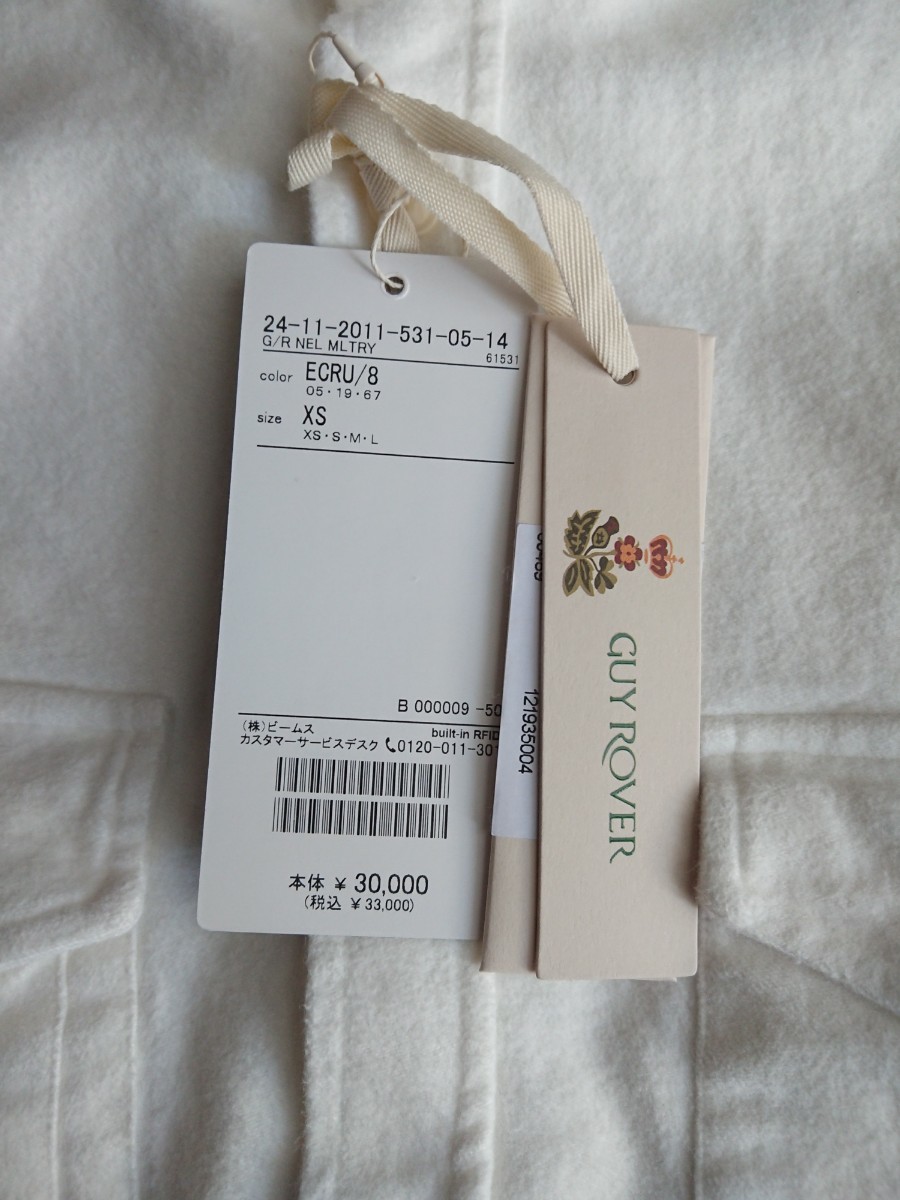 24-11-2011-531-05-14
G/R NEL MLTRY 61531
color ECRU/8
05・19・67
size XS
XS・S・M・L
B 000009 -50
(株)ビームス built-in RFID
カスタマーサービスデスク 0120-011-301
本体 ¥ 30,000
(税込 ¥ 33,000)
121935004
GUY ROVER